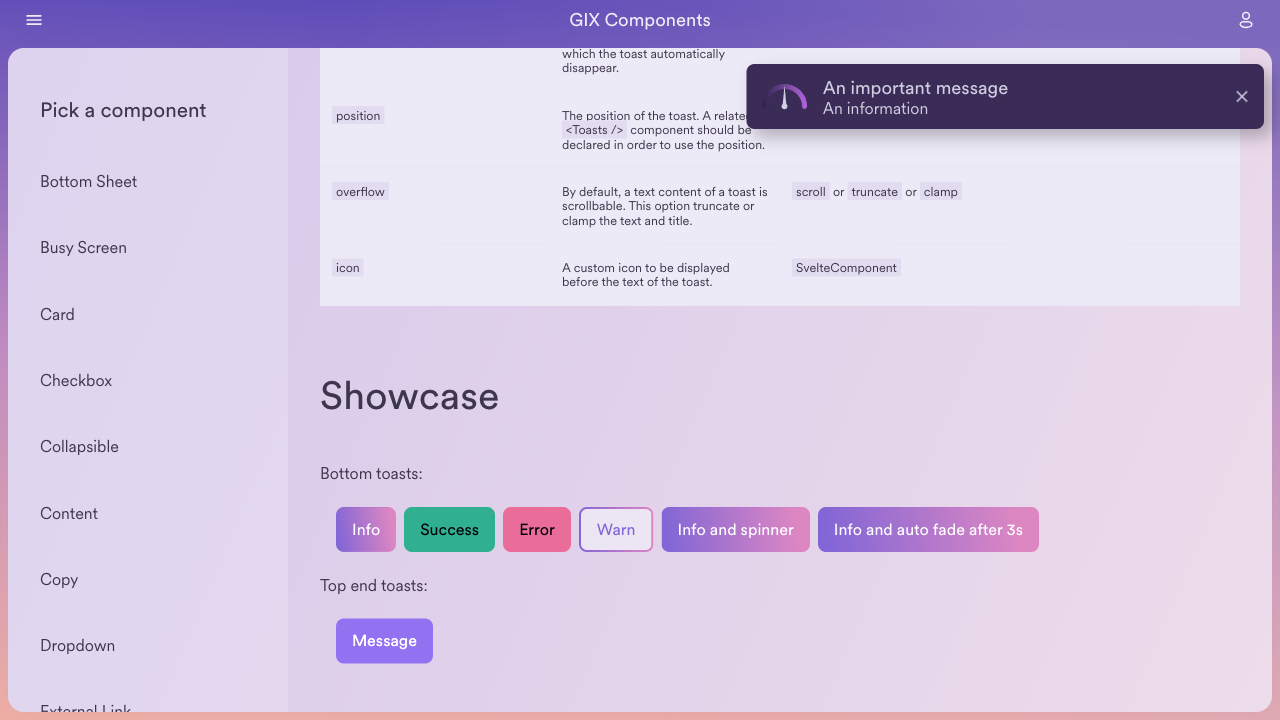 GIX Components
Pick a component
Bottom Sheet
Busy Screen
Card
Checkbox
Collapsible
Content
Copy
Dropdown
External Link
which the toast automatically
disappear.
position
The position of the toast. A relate
<Toasts /> component should be
declared in order to use the position.
overflow
By default, a text content of a toast is
scrollbable. This option truncate or
clamp the text and title.
scroll or truncate or clamp
icon
A custom icon to be displayed
before the text of the toast.
SvelteComponent
An important message
An information
Showcase
Bottom toasts:
Info Success Error Warn Info and spinner Info and auto fade after 3s
Top end toasts:
Message